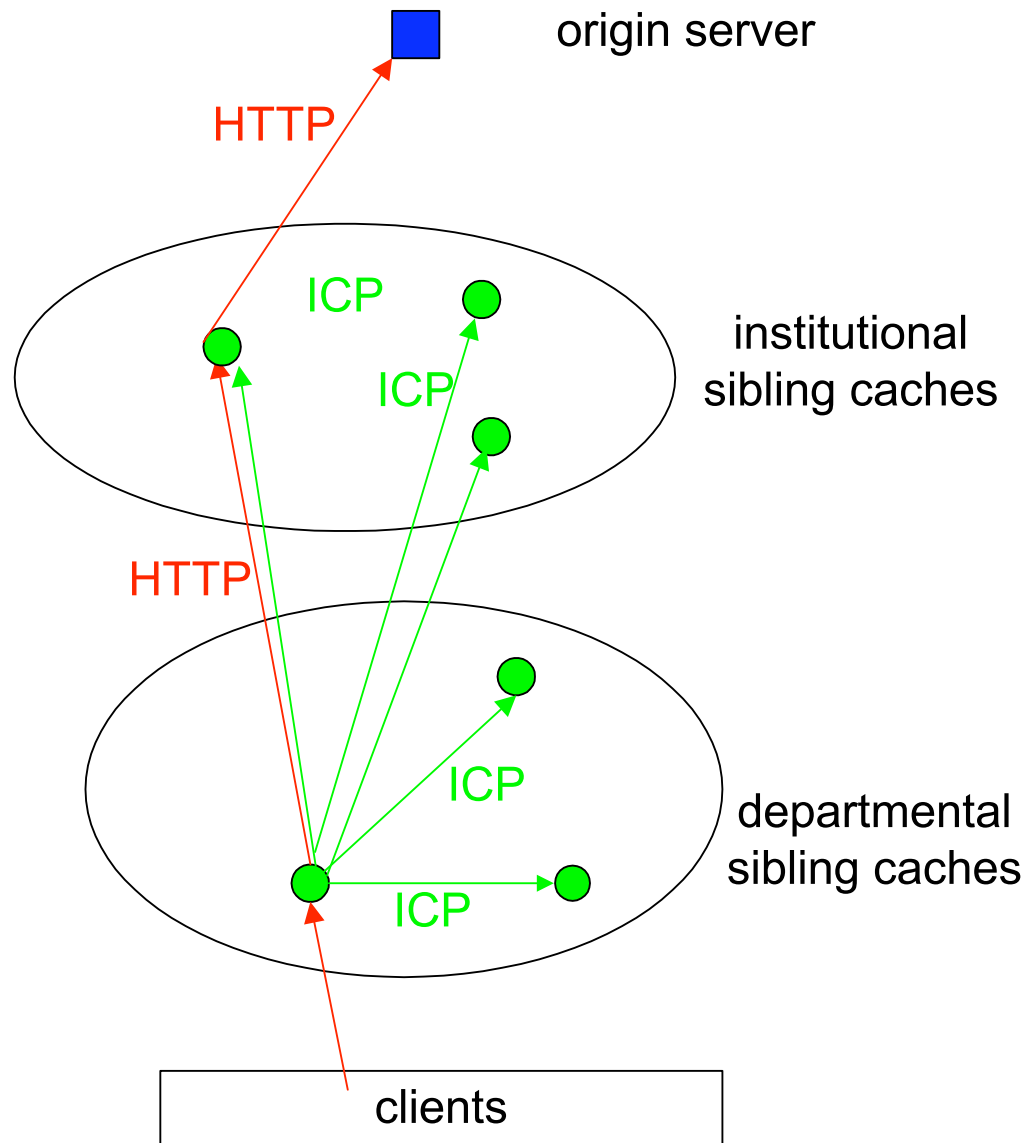 origin server
HTTP
ICP
institutional
ICP
sibling caches
HTTP
ICP
departmental
sibling caches
ICP
clients